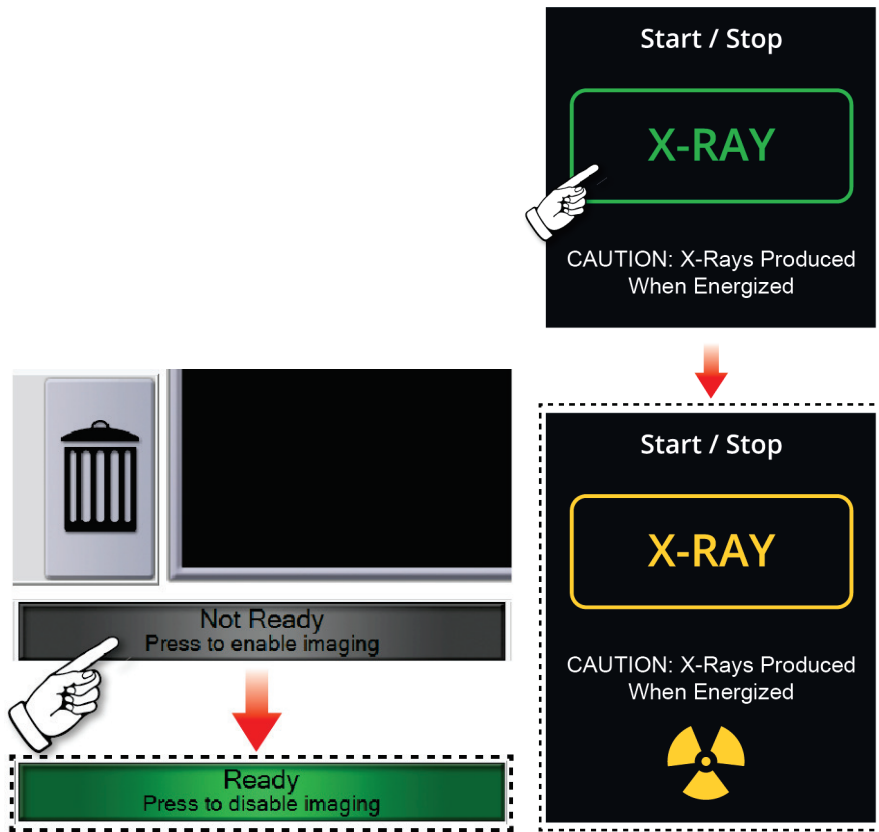 Start / Stop
X-RAY
CAUTION: X-Rays Produced
When Energized
Not Ready
Press to enable imaging
Ready
Press to disable imaging
Start / Stop
X-RAY
CAUTION: X-Rays Produced
When Energized